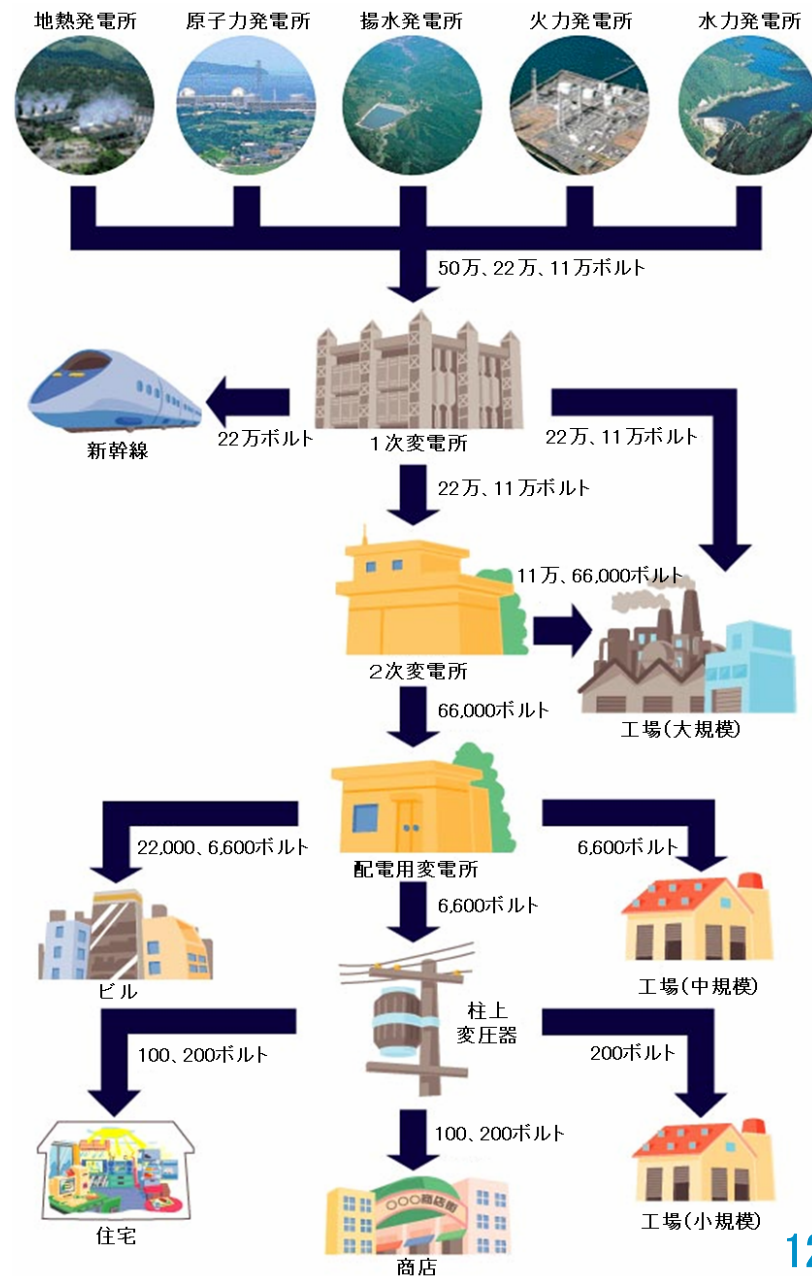 地熱発電所
原子力発電所
揚水発電所
火力発電所
水力発電所
50万、22万、11万ボルト
新幹線
22万ボルト
1次変電所
22万、11万ボルト
22万、11万ボルト
11万、66,000ボルト
2次変電所
工場(大規模)
66,000ボルト
22,000、6,600ボルト
配電用変電所
6,600ボルト
6,600ボルト
ビル
柱上
変圧器
工場(中規模)
100、200ボルト
200ボルト
100、200ボルト
住宅
○○○商店街
商店
工場(小規模)
12